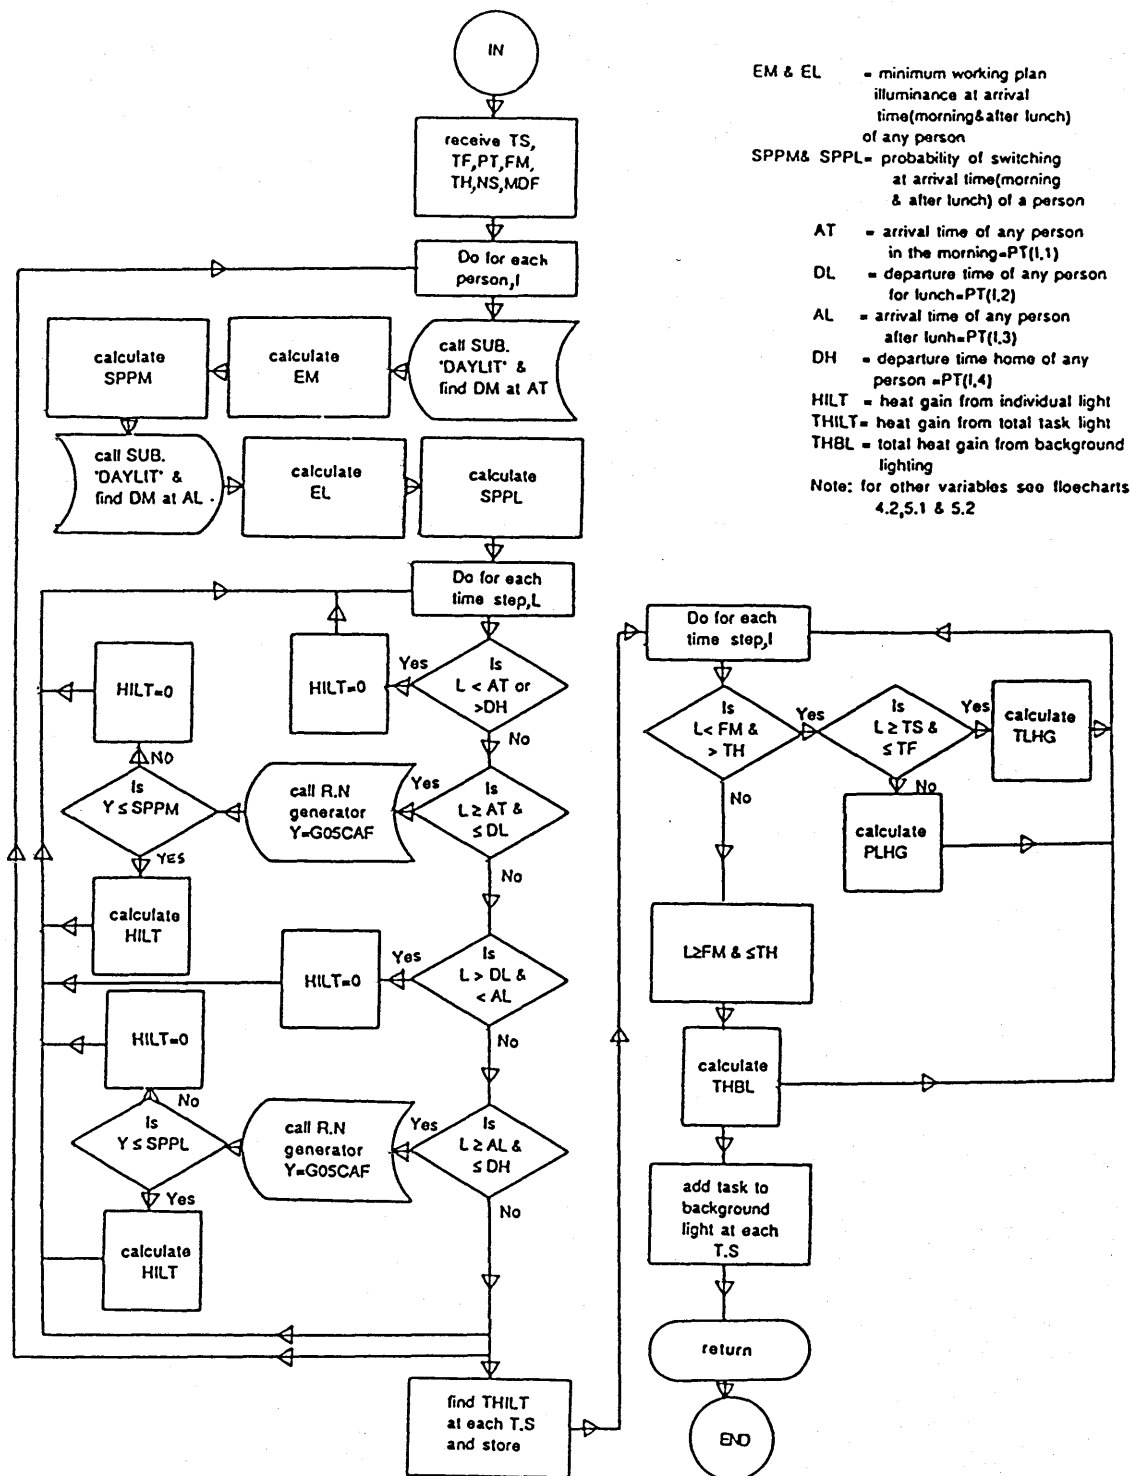 IN
receive TS,
TF,PT,FM,
TH,NS,MDF
Do for each
person,I
call SUB.
'DAYLIT' &
find DM at AT
calculate
EM
calculate
SPPM
call SUB.
'DAYLIT' &
find DM at AL
calculate
EL
calculate
SPPL
Do for each
time step,L
Is
L < AT or
>DH
Yes
HILT=0
No
Is
L ≥ AT &
≤ DL
Yes
call R.N
generator
Y=G05CAF
Is
Y ≤ SPPM
NO
HILT=0
YES
calculate
HILT
No
Is
L > DL &
< AL
Yes
HILT=0
No
Is
L ≥ AL &
≤ DH
Yes
call R.N
generator
Y=G05CAF
Is
Y ≤ SPPL
No
HILT=0
Yes
calculate
HILT
No
find THILT
at each T.S
and store
Do for each
time step,I
Is
L< FM &
> TH
Yes
Is
L ≥ TS &
≤ TF
Yes
calculate
TLHG
No
calculate
PLHG
No
L≥FM & ≤TH
calculate
THBL
add task to
background
light at each
T.S
return
END
EM & EL = minimum working plan
illuminance at arrival
time(morning&after lunch)
of any person
SPPM& SPPL= probability of switching
at arrival time(morning
& after lunch) of a person
AT = arrival time of any person
in the morning=PT(I,1)
DL = departure time of any person
for lunch=PT(I,2)
AL = arrival time of any person
after lunh=PT(I,3)
DH = departure time home of any
person =PT(I,4)
HILT = heat gain from individual light
THILT= heat gain from total task light
THBL = total heat gain from background
lighting
Note: for other variables see floecharts
4.2,5.1 & 5.2